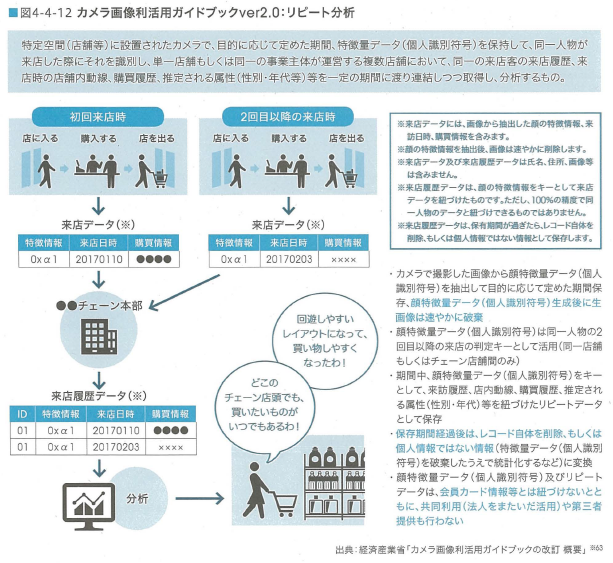 ■図4-4-12 カメラ画像利活用ガイドブックver2.0：リピート分析
特定空間（店舗等）に設置されたカメラで、目的に応じて定めた期間、特徴量データ（個人識別符号）を保持して、同一人物が
来店した際にそれを識別し、単一店舗もしくは同一の事業主体が運営する複数店舗において、同一の来店客の来店履歴、来
店時の店舗内動線、購買履歴、推定される属性（性別・年代等）等を一定の期間に渡り連結しつつ取得し、分析するもの。
初回来店時
店に入る 購入する 店を出る
2回目以降の来店時
店に入る 購入する 店を出る
来店データ（※）
特徴情報 来店日時 購買情報
0xα1 20170110 ●●●●
来店データ（※）
特徴情報 来店日時 購買情報
0xα1 20170203 ××××
●●チェーン本部
来店履歴データ（※）
ID 特徴情報 来店日時 購買情報
01 0xα1 20170110 ●●●●
01 0xα1 20170203 ××××
分析
回遊しやすい
レイアウトになって、
買い物しやすく
なったわ！
どこの
チェーン店頭でも、
買いたいものが
いつでもあるわ！
※来店データには、画像から抽出した顔の特徴情報、来
訪日時、購買情報を含みます。
※顔の特徴情報を抽出後、画像は速やかに削除します。
※来店データ及び来店履歴データは氏名、住所、画像等
は含みません。
※来店履歴データは、顔の特徴情報をキーとして来店
データを紐づけたものです。ただし、100%の精度で同
一人物のデータと紐づけできるものではありません。
※来店履歴データは、保有期間が過ぎたら、レコード自体を
削除、もしくは個人情報ではない情報として保存します。
・カメラで撮影した画像から顔特徴量データ（個人
識別符号）を抽出して目的に応じて定めた期間保
存、顔特徴量データ（個人識別符号）生成後に生
画像は速やかに破棄
・顔特徴量データ（個人識別符号）は同一人物の2
回目以降の来店の判定キーとして活用（同一店舗
もしくはチェーン店舗間のみ）
・期間中、顔特徴量データ（個人識別符号）をキー
として、来訪履歴、店内動線、購買履歴、推定され
る属性（性別・年代）等を紐づけたリピートデータ
として保存
・保存期間経過後は、レコード自体を削除、もしくは
個人情報ではない情報（特徴量データ（個人識別
符号）を破棄したうえで統計化するなど）に変換
・顔特徴量データ（個人識別符号）及びリピート
データは、会員カード情報等とは紐づけないとと
もに、共同利用（法人をまたいだ活用）や第三者
提供も行わない
出典：経済産業省「カメラ画像利活用ガイドブックの改訂 概要」※63